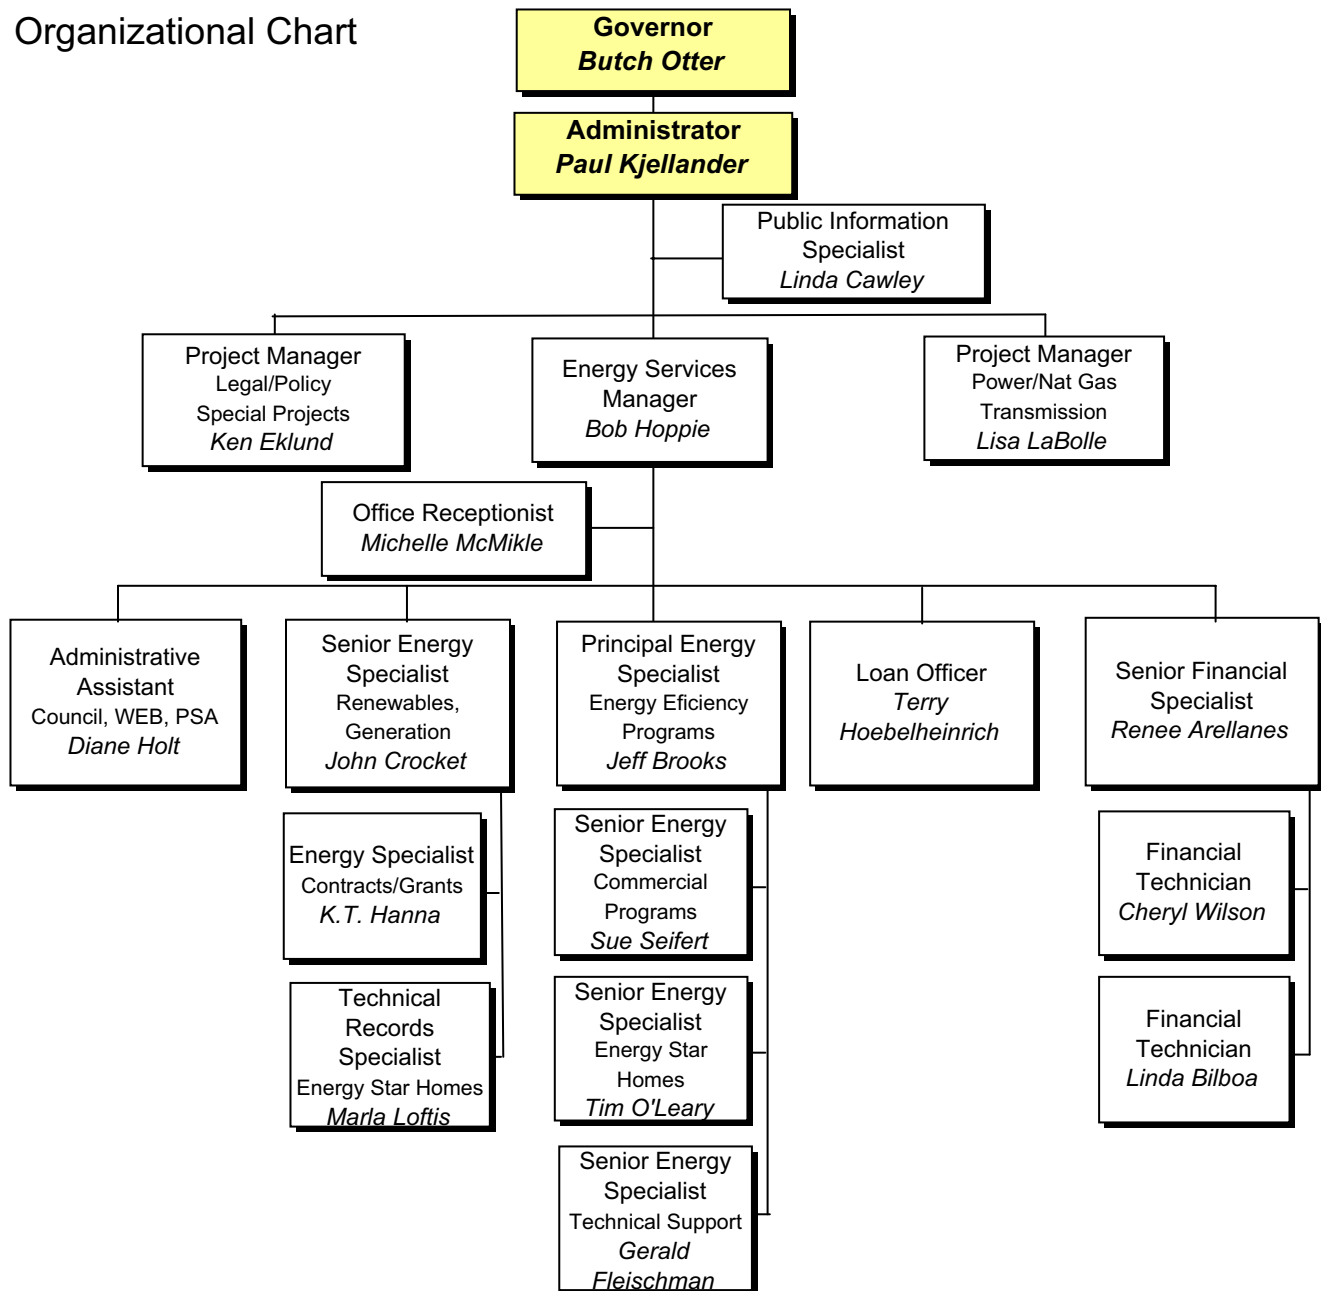 Organizational Chart
Governor
Butch Otter
Administrator
Paul Kjellander
Public Information
Specialist
Linda Cawley
Project Manager
Legal/Policy
Special Projects
Ken Eklund
Energy Services
Manager
Bob Hoppie
Project Manager
Power/Nat Gas
Transmission
Lisa LaBolle
Office Receptionist
Michelle McMikle
Administrative
Assistant
Council, WEB, PSA
Diane Holt
Senior Energy
Specialist
Renewables,
Generation
John Crocket
Principal Energy
Specialist
Energy Eficiency
Programs
Jeff Brooks
Loan Officer
Terry
Hoebelheinrich
Senior Financial
Specialist
Renee Arellanes
Energy Specialist
Contracts/Grants
K.T. Hanna
Senior Energy
Specialist
Commercial
Programs
Sue Seifert
Financial
Technician
Cheryl Wilson
Technical
Records
Specialist
Energy Star Homes
Marla Loftis
Senior Energy
Specialist
Energy Star
Homes
Tim O'Leary
Financial
Technician
Linda Bilboa
Senior Energy
Specialist
Technical Support
Gerald
Fleischman